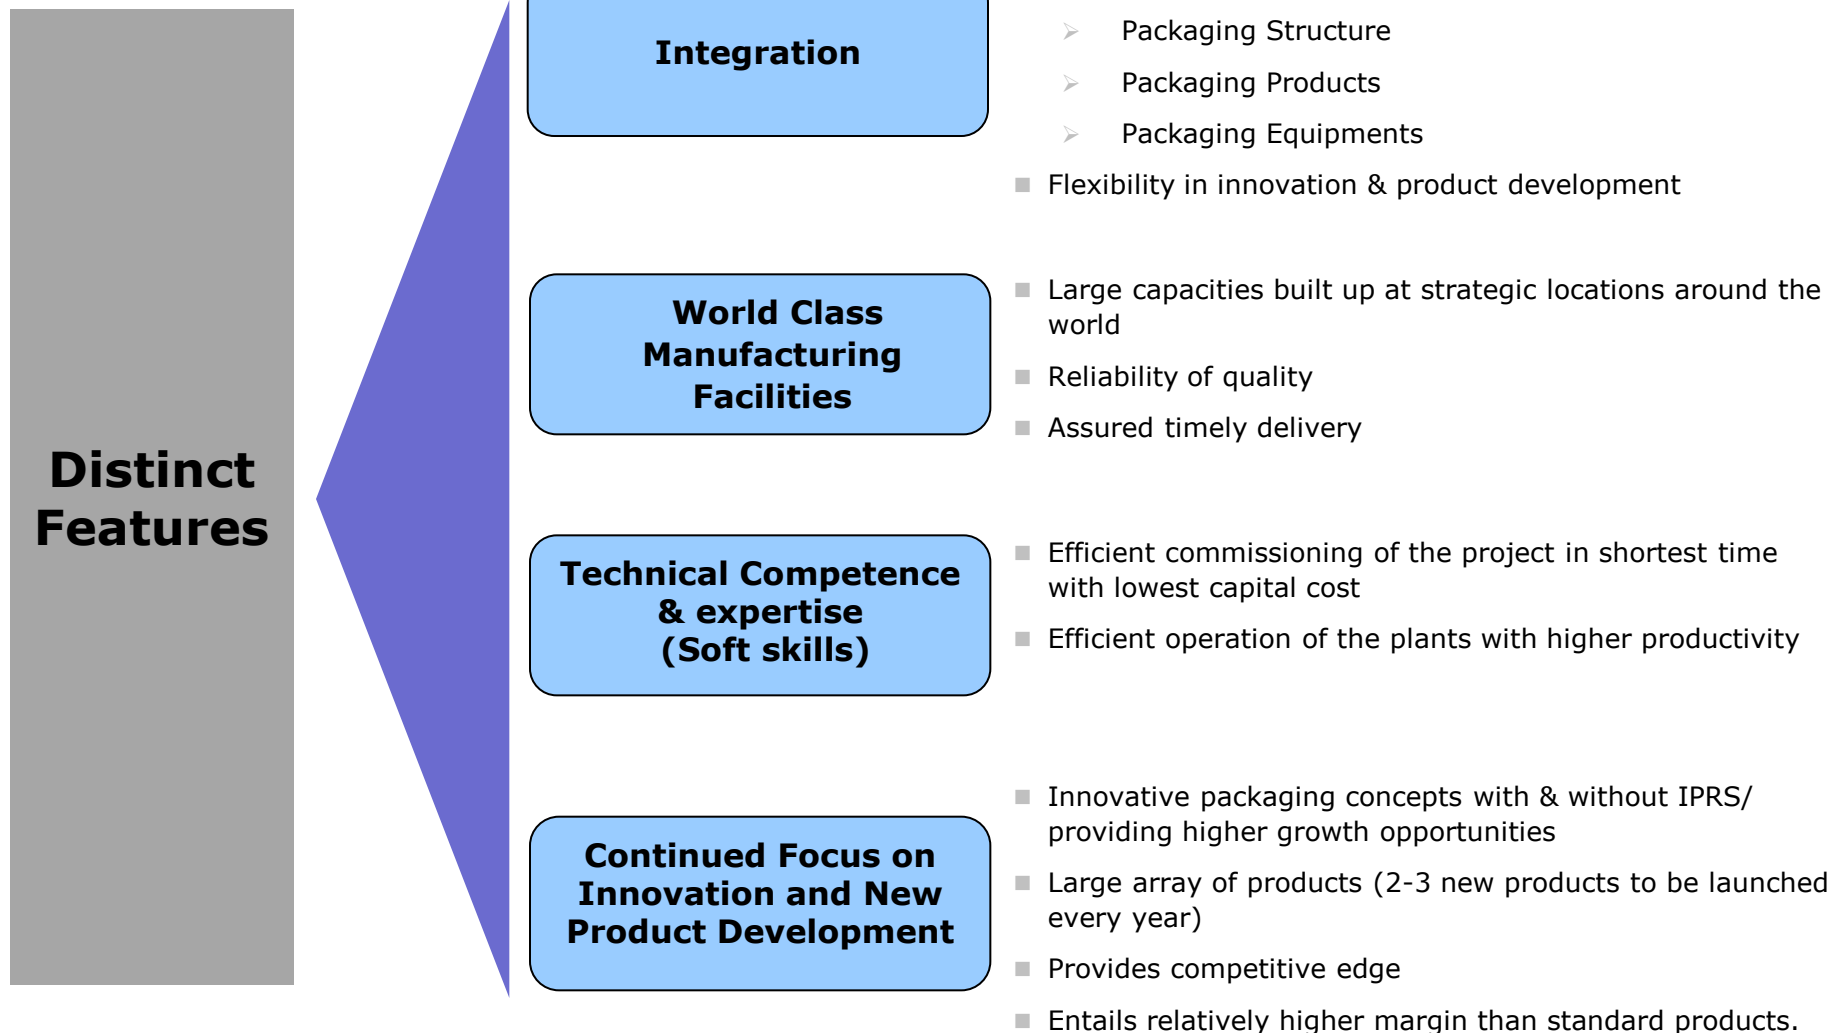 Distinct
Features
Integration
Packaging Structure
Packaging Products
Packaging Equipments
Flexibility in innovation & product development
World Class
Manufacturing
Facilities
Large capacities built up at strategic locations around the
world
Reliability of quality
Assured timely delivery
Technical Competence
& expertise
(Soft skills)
Efficient commissioning of the project in shortest time
with lowest capital cost
Efficient operation of the plants with higher productivity
Continued Focus on
Innovation and New
Product Development
Innovative packaging concepts with & without IPRS/
providing higher growth opportunities
Large array of products (2-3 new products to be launched
every year)
Provides competitive edge
Entails relatively higher margin than standard products.